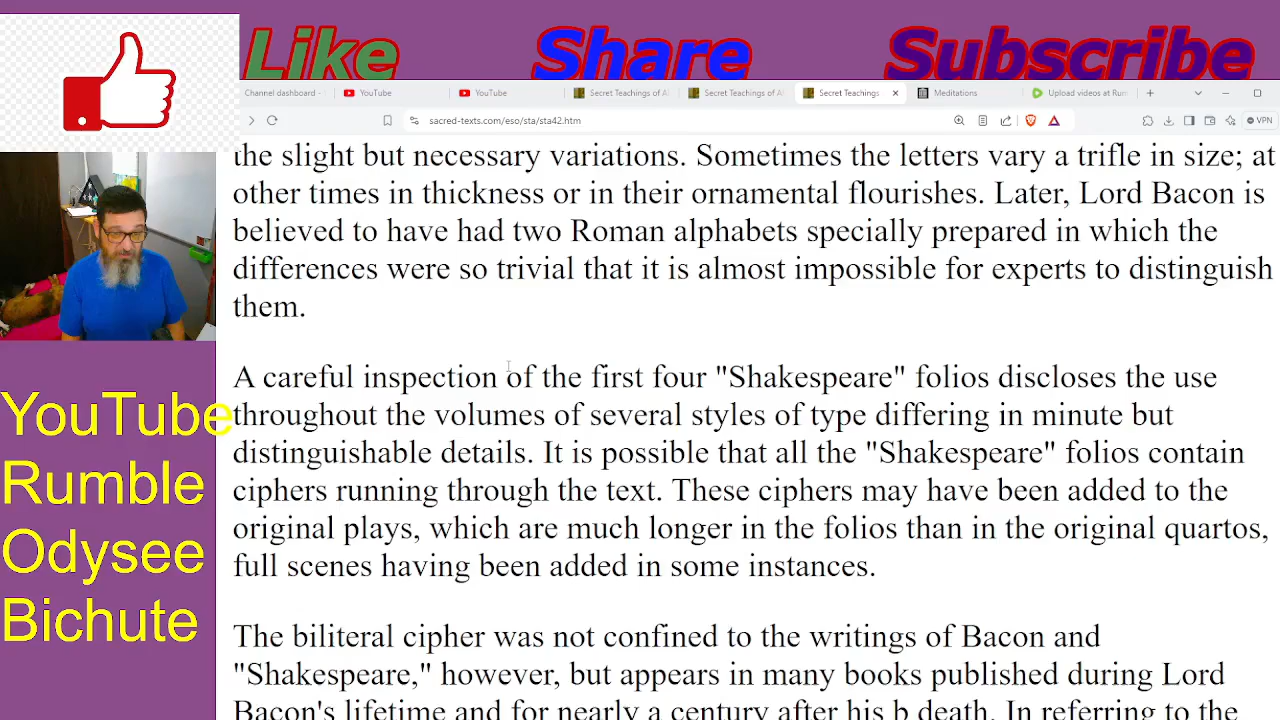 Like Share Subscribe
Channel dashboard - YouTube YouTube Secret Teachings of Al Secret Teachings of Al Secret Teachings Meditations Upload videos at Rum
sacred-texts.com/eso/sta/sta42.htm VPN
the slight but necessary variations. Sometimes the letters vary a trifle in size; at
other times in thickness or in their ornamental flourishes. Later, Lord Bacon is
believed to have had two Roman alphabets specially prepared in which the
differences were so trivial that it is almost impossible for experts to distinguish
them.
A careful inspection of the first four "Shakespeare" folios discloses the use
throughout the volumes of several styles of type differing in minute but
distinguishable details. It is possible that all the "Shakespeare" folios contain
ciphers running through the text. These ciphers may have been added to the
original plays, which are much longer in the folios than in the original quartos,
full scenes having been added in some instances.
The biliteral cipher was not confined to the writings of Bacon and
"Shakespeare," however, but appears in many books published during Lord
Bacon's lifetime and for nearly a century after his b death. In referring to the
YouTube
Rumble
Odysee
Bichute